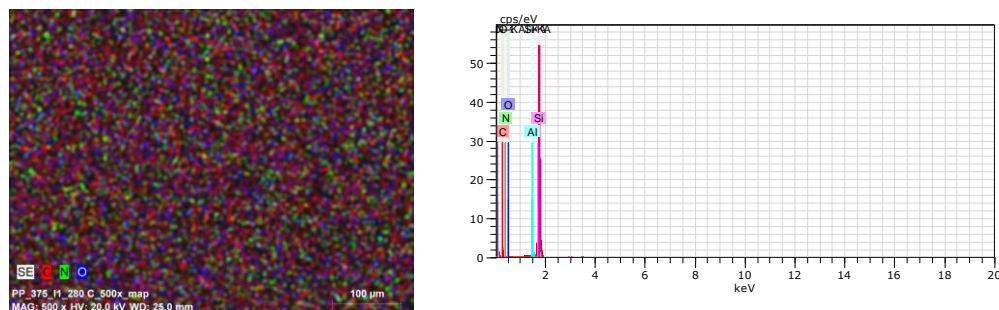 SE C N O
PP_375_I1_280 C_500x_map
MAG: 500 x HV: 20.0 kV WD: 25.0 mm
100 µm
cps/eV
50
40
30
20
10
0
O
N Si
C Al
2 4 6 8 10 12 14 16 18 20
keV